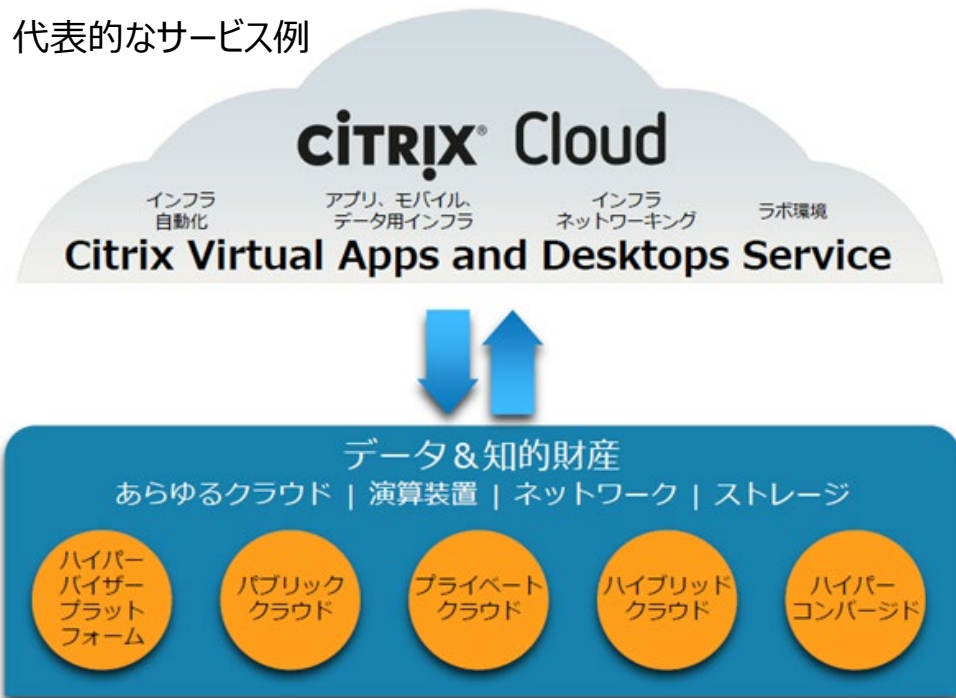 代表的なサービス例
CİTRIX® Cloud
インフラ
自動化
アプリ、モバイル、
データ用インフラ
インフラ
ネットワーキング
ラボ環境
Citrix Virtual Apps and Desktops Service
データ&知的財産
あらゆるクラウド | 演算装置 | ネットワーク | ストレージ
ハイパー
バイザー
プラット
フォーム
パブリック
クラウド
プライベート
クラウド
ハイブリッド
クラウド
ハイパー
コンバージド